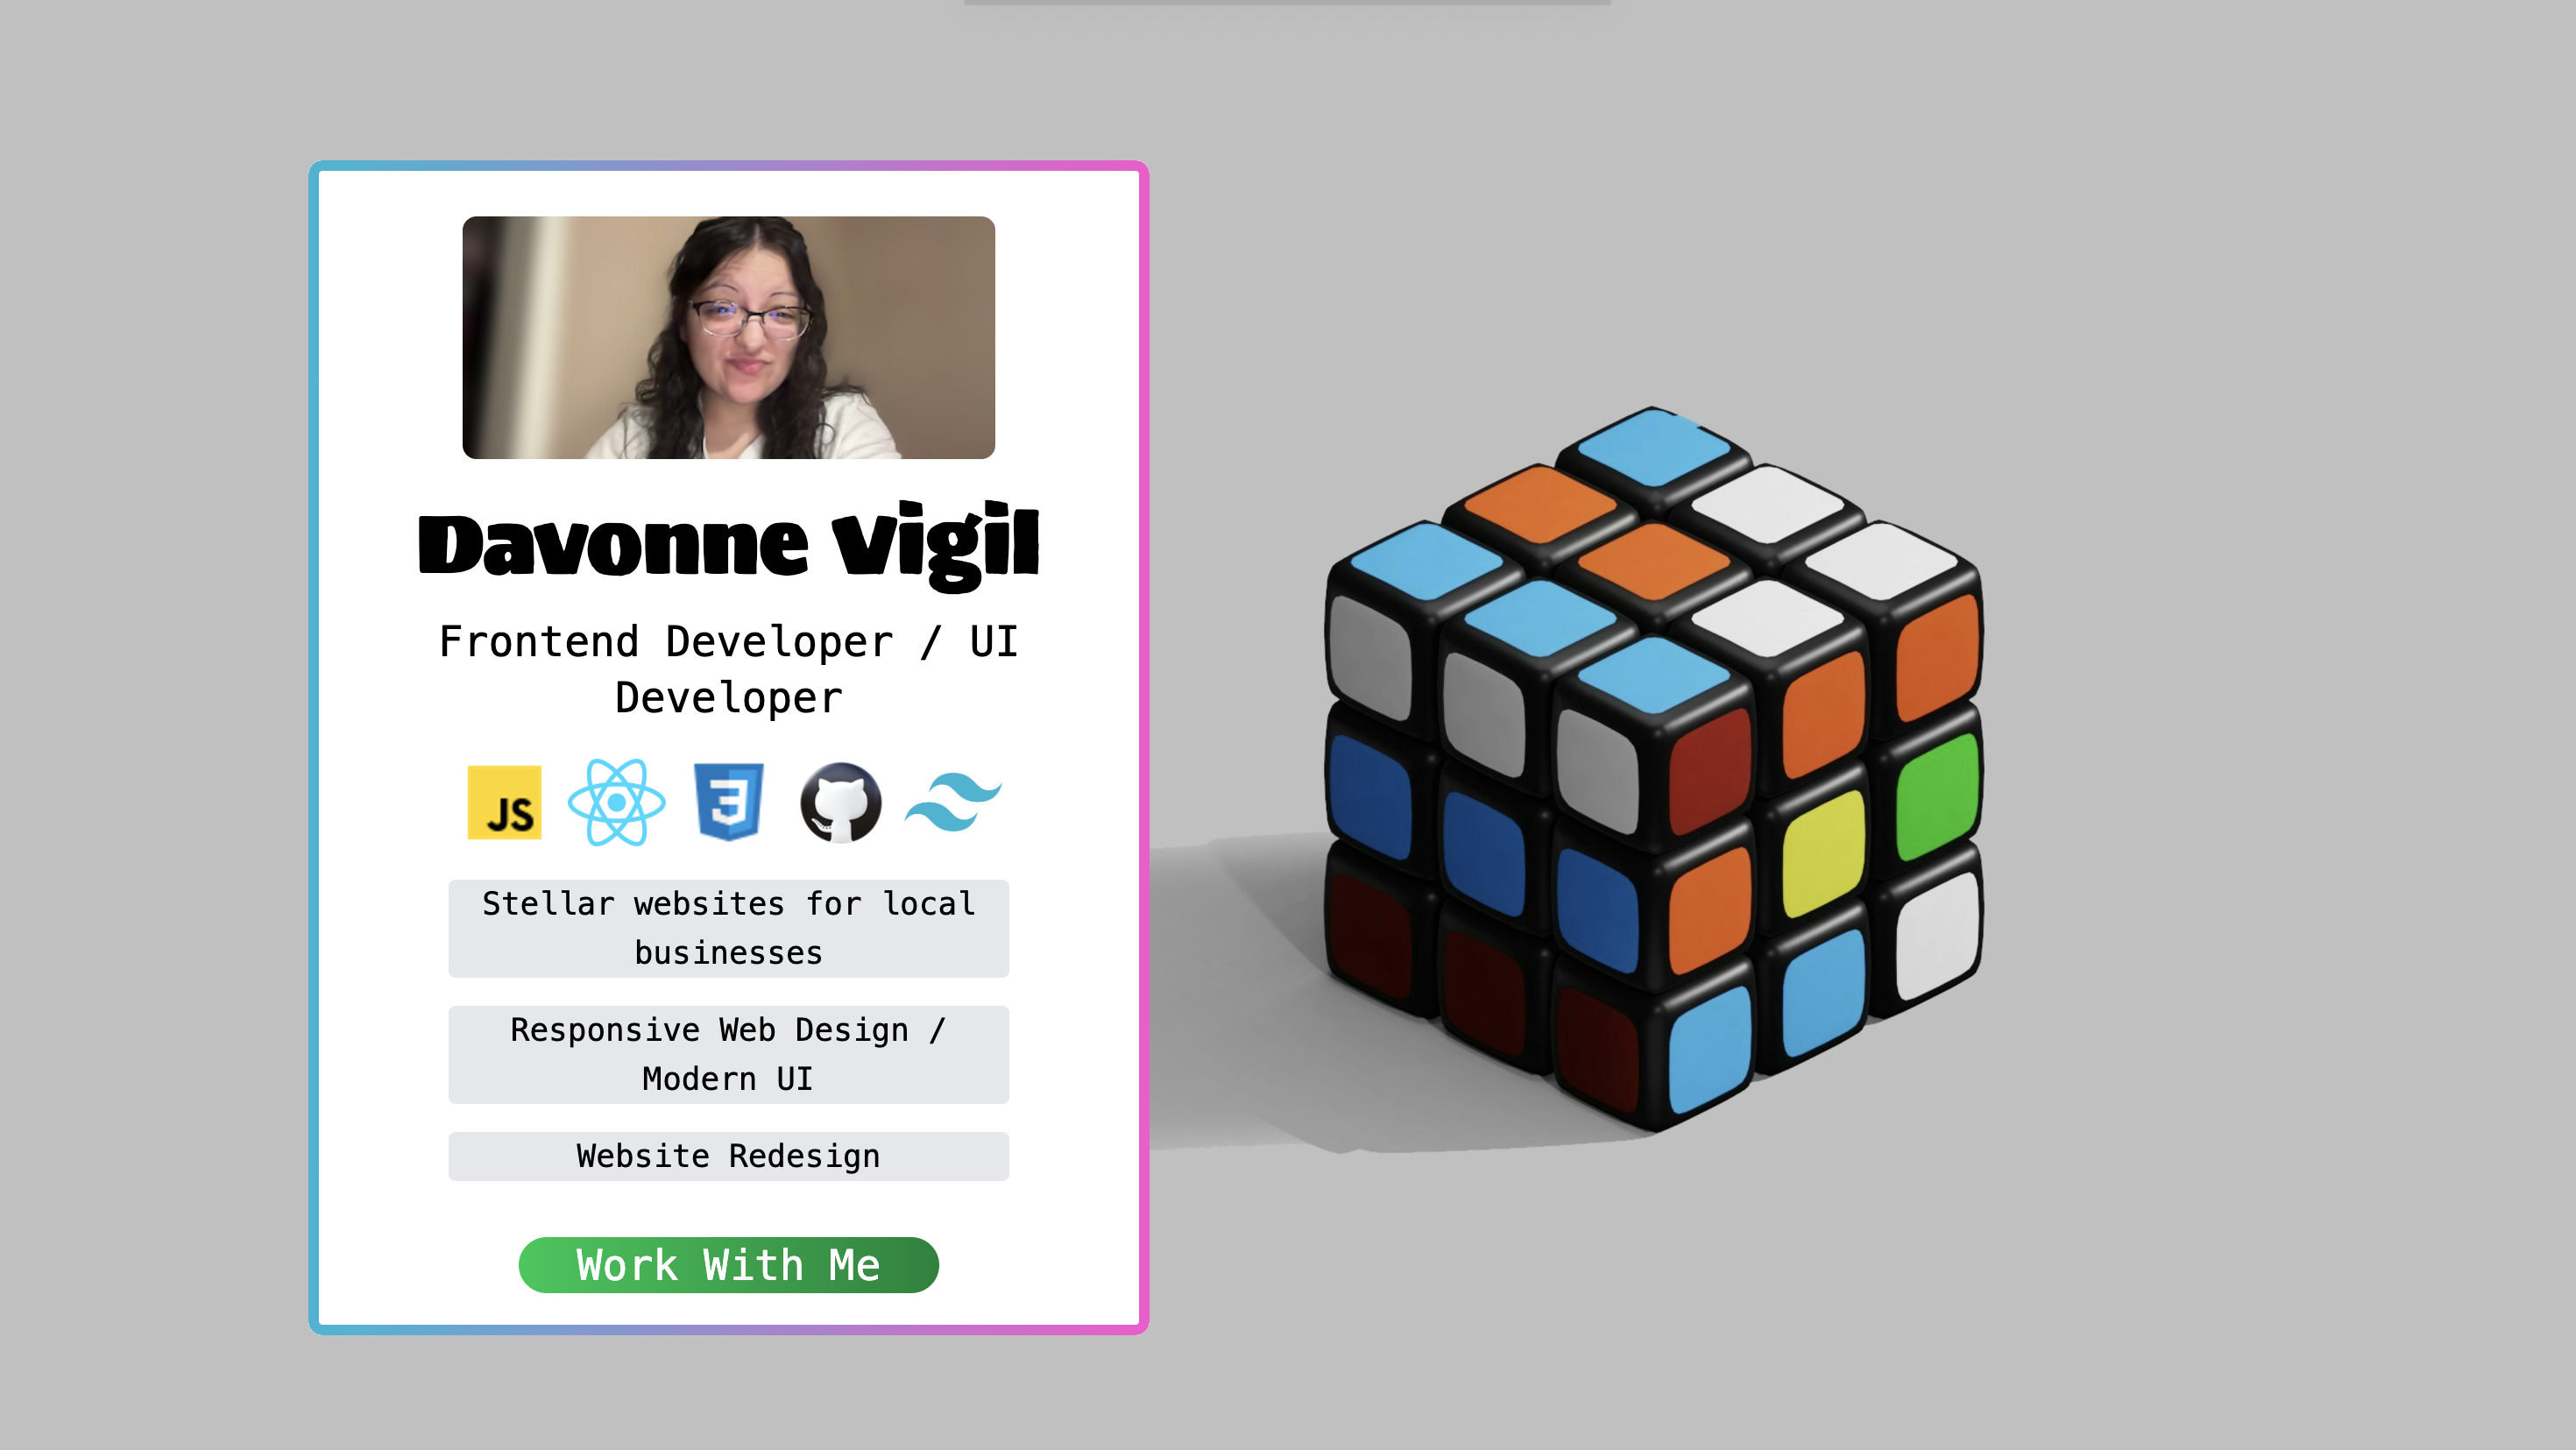 Davonne Vigil
Frontend Developer / UI
Developer
JS
3
Stellar websites for local
businesses
Responsive Web Design /
Modern UI
Website Redesign
Work With Me